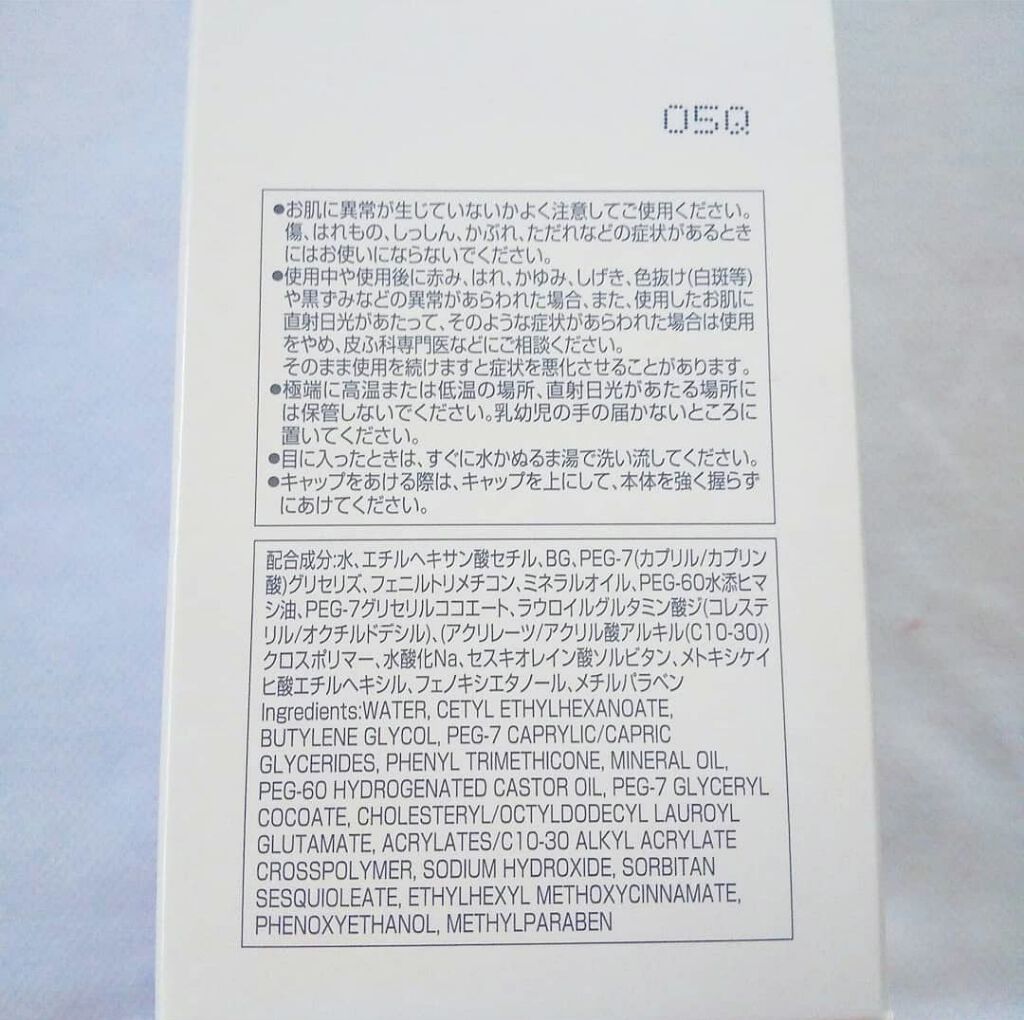 OSQ
●お肌に異常が生じていないかよく注意してご使用ください。
傷、はれもの、しっしん、かぶれ、ただれなどの症状があるとき
にはお使いにならないでください。
●使用中や使用後に赤み、はれ、かゆみ、しげき、色抜け(白斑等)
や黒ずみなどの異常があらわれた場合、また、使用したお肌に
直射日光があたって、そのような症状があらわれた場合は使用
をやめ、皮ふ科専門医などにご相談ください。
そのまま使用を続けますと症状を悪化させることがあります。
●極端に高温または低温の場所、直射日光があたる場所に
は保管しないでください。乳幼児の手の届かないところに
置いてください。
●目に入ったときは、すぐに水かぬるま湯で洗い流してください。
●キャップをあける際は、キャップを上にして、本体を強く握らず
にあけてください。
配合成分:水、エチルヘキサン酸セチル、BG、PEG-7(カプリル/カプリン
酸)グリセリズ、フェニルトリメチコン、ミネラルオイル、PEG-60水添ヒマ
シ油、PEG-7グリセリルココエート、ラウロイルグルタミン酸ジ(コレステ
リル/オクチルドデシル)、(アクリレーツ/アクリル酸アルキル(C10-30))
クロスポリマー、水酸化Na、セスキオレイン酸ソルビタン、メトキシケイ
ヒ酸エチルヘキシル、フェノキシエタノール、メチルパラベン
Ingredients:WATER, CETYL ETHYLHEXANOATE,
BUTYLENE GLYCOL, PEG-7 CAPRYLIC/CAPRIC
GLYCERIDES, PHENYL TRIMETHICONE, MINERAL OIL,
PEG-60 HYDROGENATED CASTOR OIL, PEG-7 GLYCERYL
COCOATE, CHOLESTERYL/OCTYLDODECYL LAUROYL
GLUTAMATE, ACRYLATES/C10-30 ALKYL ACRYLATE
CROSSPOLYMER, SODIUM HYDROXIDE, SORBITAN
SESQUIOLEATE, ETHYLHEXYL METHOXYCINNAMATE,
PHENOXYETHANOL, METHYLPARABEN